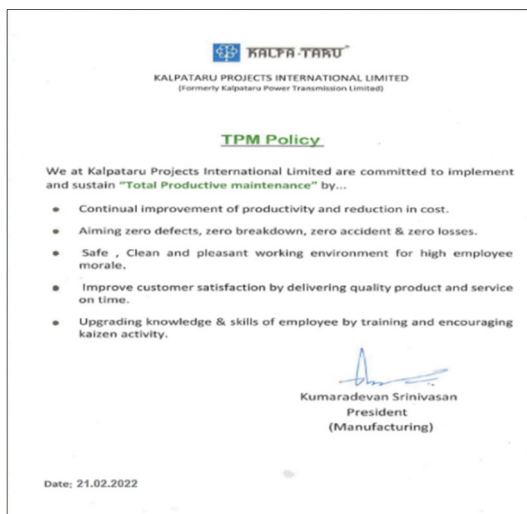 KALPA-TARU®
KALPATARU PROJECTS INTERNATIONAL LIMITED
(Formerly Kalpataru Power Transmission Limited)
TPM Policy
We at Kalpataru Projects International Limited are committed to implement
and sustain "Total Productive maintenance" by...
• Continual improvement of productivity and reduction in cost.
• Aiming zero defects, zero breakdown, zero accident & zero losses.
• Safe , Clean and pleasant working environment for high employee
morale.
• Improve customer satisfaction by delivering quality product and service
on time.
• Upgrading knowledge & skills of employee by training and encouraging
kaizen activity.
Kumaradevan Srinivasan
President
(Manufacturing)
Date: 21.02.2022